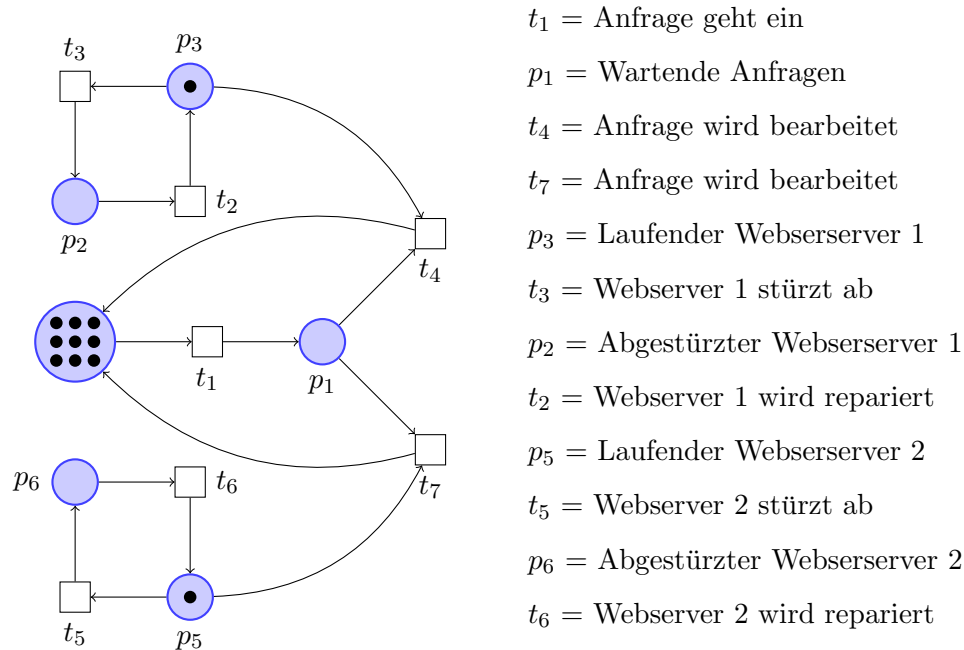 t₃
p₃
p₂
t₂
t₄
t₁
p₁
p₆
t₆
t₇
t₅
p₅
t₁ = Anfrage geht ein
p₁ = Wartende Anfragen
t₄ = Anfrage wird bearbeitet
t₇ = Anfrage wird bearbeitet
p₃ = Laufender Webserserver 1
t₃ = Webserver 1 stürzt ab
p₂ = Abgestürzter Webserserver 1
t₂ = Webserver 1 wird repariert
p₅ = Laufender Webserserver 2
t₅ = Webserver 2 stürzt ab
p₆ = Abgestürzter Webserserver 2
t₆ = Webserver 2 wird repariert